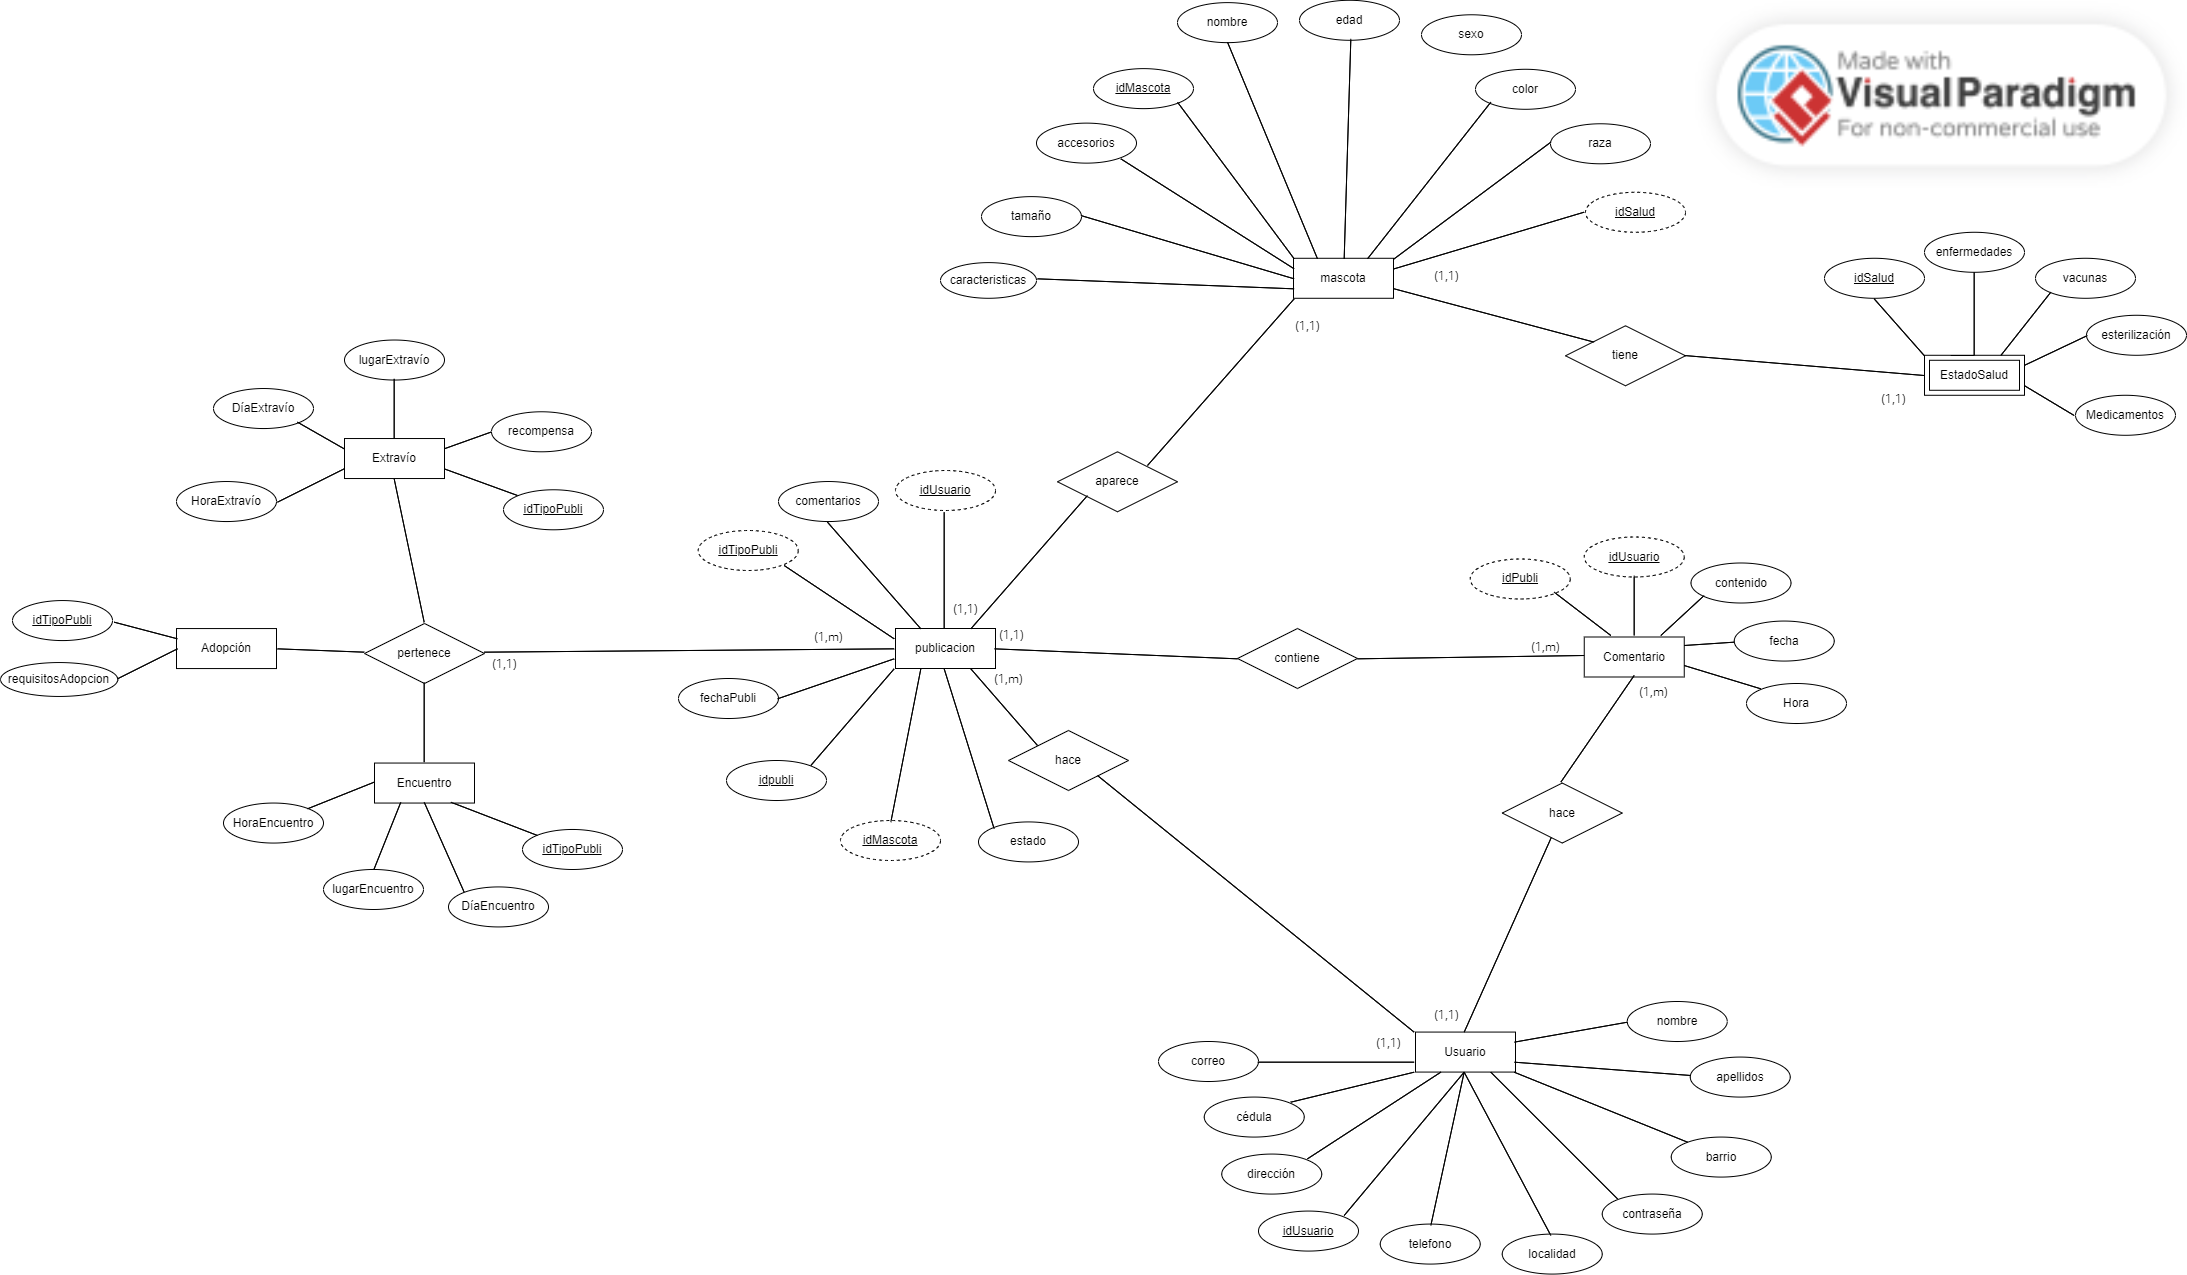 nombre
edad
sexo
idMascota
color
accesorios
raza
tamaño
idSalud
caracteristicas
mascota
(1,1)
(1,1)
Made with
Visual Paradigm
For non-commercial use
tiene
idSalud
enfermedades
vacunas
esterilización
EstadoSalud
(1,1)
Medicamentos
lugarExtravío
DíaExtravío
recompensa
Extravío
HoraExtravío
idTipoPubli
aparece
comentarios
idUsuario
idTipoPubli
(1,1)
idTipoPubli
Adopción
requisitosAdopcion
pertenece
(1,1)
(1,m)
publicacion
(1,1)
(1,m)
contiene
(1,m)
idPubli
idUsuario
contenido
fecha
Comentario
(1,m)
Hora
fechaPubli
idpubli
idMascota
estado
hace
hace
Encuentro
HoraEncuentro
idTipoPubli
lugarEncuentro
DíaEncuentro
(1,1)
(1,1)
Usuario
nombre
correo
apellidos
cédula
barrio
dirección
contraseña
idUsuario
telefono
localidad